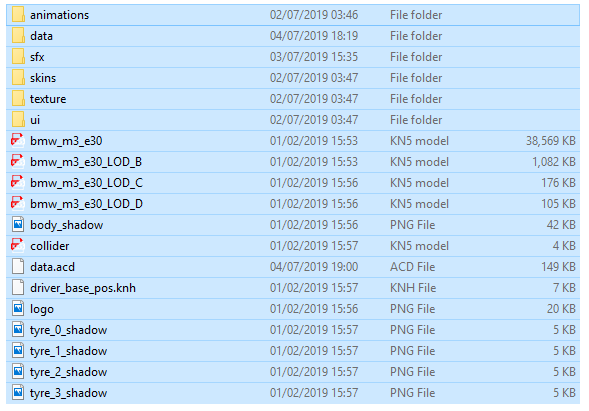 animations 02/07/2019 03:46 File folder
data 04/07/2019 18:19 File folder
sfx 03/07/2019 15:35 File folder
skins 02/07/2019 03:47 File folder
texture 02/07/2019 03:47 File folder
ui 02/07/2019 03:47 File folder
bmw_m3_e30 01/02/2019 15:53 KN5 model 38,569 KB
bmw_m3_e30_LOD_B 01/02/2019 15:53 KN5 model 1,082 KB
bmw_m3_e30_LOD_C 01/02/2019 15:56 KN5 model 176 KB
bmw_m3_e30_LOD_D 01/02/2019 15:56 KN5 model 105 KB
body_shadow 01/02/2019 15:56 PNG File 42 KB
collider 01/02/2019 15:57 KN5 model 4 KB
data.acd 04/07/2019 19:00 ACD File 149 KB
driver_base_pos.knh 01/02/2019 15:57 KNH File 7 KB
logo 01/02/2019 15:56 PNG File 20 KB
tyre_0_shadow 01/02/2019 15:57 PNG File 5 KB
tyre_1_shadow 01/02/2019 15:57 PNG File 5 KB
tyre_2_shadow 01/02/2019 15:57 PNG File 5 KB
tyre_3_shadow 01/02/2019 15:57 PNG File 5 KB